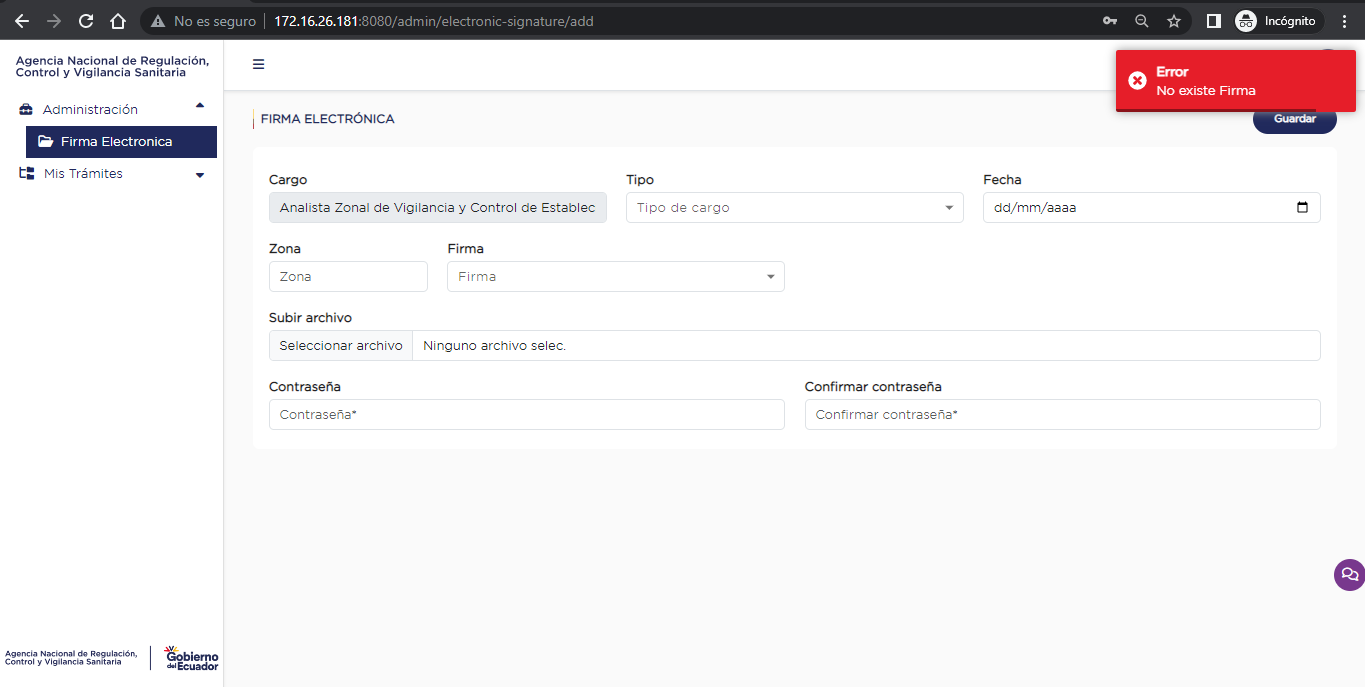 No es seguro
172.16.26.181:8080/admin/electronic-signature/add
Incógnito
Agencia Nacional de Regulación,
Control y Vigilancia Sanitaria
Administración
Firma Electronica
Mis Trámites
Error
No existe Firma
FIRMA ELECTRÓNICA
Guardar
Cargo
Tipo
Fecha
Analista Zonal de Vigilancia y Control de Establec
Tipo de cargo
dd/mm/aaaa
Zona
Firma
Zona
Firma
Subir archivo
Seleccionar archivo
Ninguno archivo selec.
Contraseña
Confirmar contraseña
Contraseña*
Confirmar contraseña*
Agencia Nacional de Regulación,
Control y Vigilancia Sanitaria
Gobierno
del Ecuador